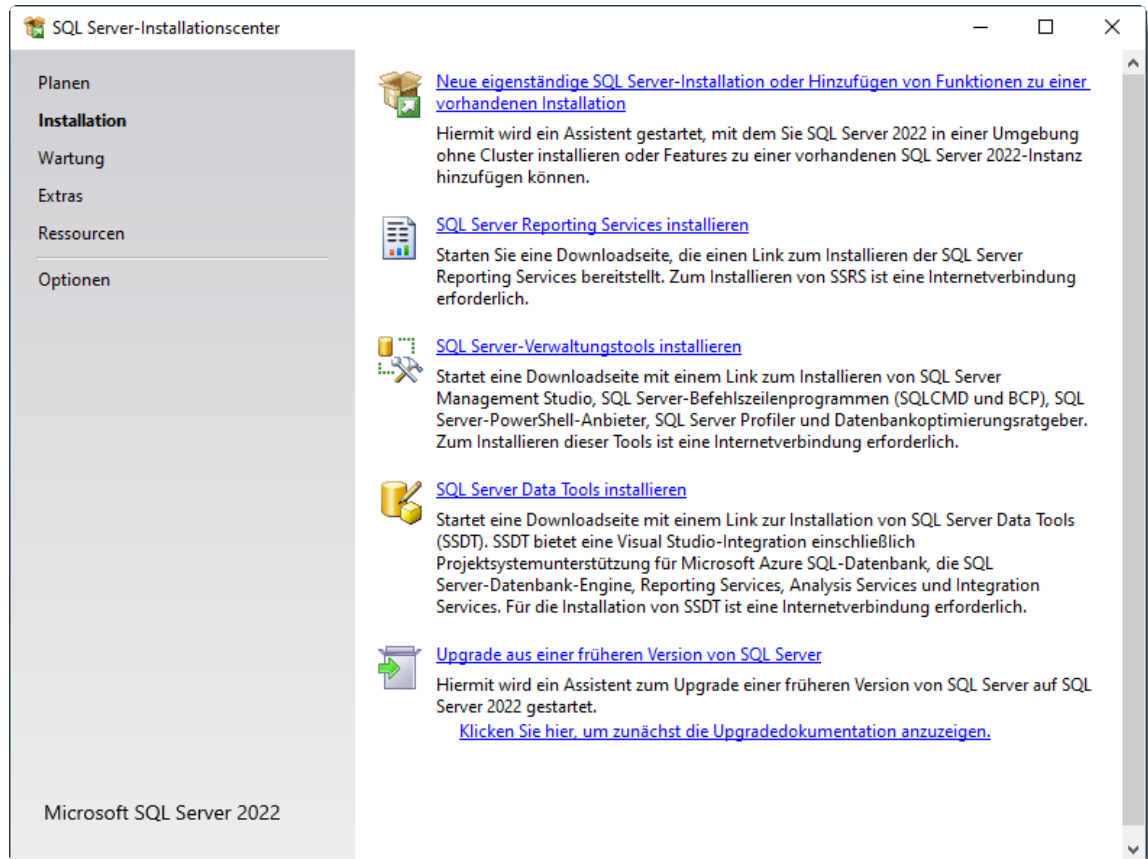 SQL Server-Installationscenter
Planen
Installation
Wartung
Extras
Ressourcen
Optionen
Microsoft SQL Server 2022
Neue eigenständige SQL Server-Installation oder Hinzufügen von Funktionen zu einer
vorhandenen Installation
Hiermit wird ein Assistent gestartet, mit dem Sie SQL Server 2022 in einer Umgebung
ohne Cluster installieren oder Features zu einer vorhandenen SQL Server 2022-Instanz
hinzufügen können.
SQL Server Reporting Services installieren
Starten Sie eine Downloadseite, die einen Link zum Installieren der SQL Server
Reporting Services bereitstellt. Zum Installieren von SSRS ist eine Internetverbindung
erforderlich.
SQL Server-Verwaltungstools installieren
Startet eine Downloadseite mit einem Link zum Installieren von SQL Server
Management Studio, SQL Server-Befehlszeilenprogrammen (SQLCMD und BCP), SQL
Server-PowerShell-Anbieter, SQL Server Profiler und Datenbankoptimierungsratgeber.
Zum Installieren dieser Tools ist eine Internetverbindung erforderlich.
SQL Server Data Tools installieren
Startet eine Downloadseite mit einem Link zur Installation von SQL Server Data Tools
(SSDT). SSDT bietet eine Visual Studio-Integration einschließlich
Projektsystemunterstützung für Microsoft Azure SQL-Datenbank, die SQL
Server-Datenbank-Engine, Reporting Services, Analysis Services und Integration
Services. Für die Installation von SSDT ist eine Internetverbindung erforderlich.
Upgrade aus einer früheren Version von SQL Server
Hiermit wird ein Assistent zum Upgrade einer früheren Version von SQL Server auf SQL
Server 2022 gestartet.
Klicken Sie hier, um zunächst die Upgradedokumentation anzuzeigen.